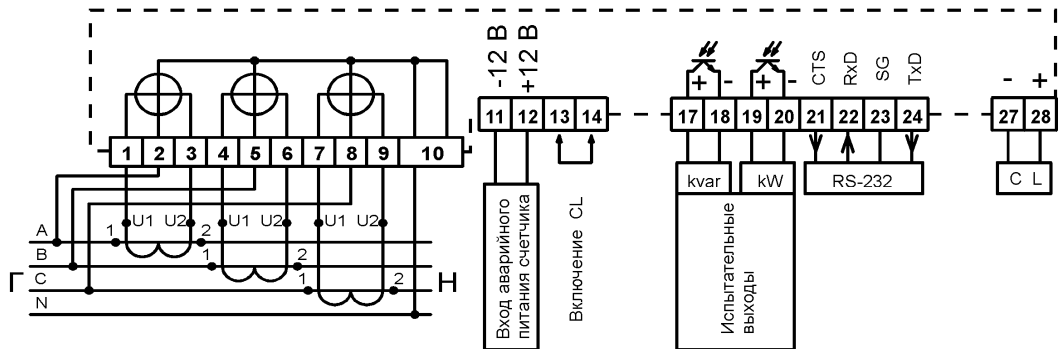 -12 В
+12 В
CTS
RxD
SG
TxD
+ -
+ -
- +
1 2 3 4 5 6 7 8 9 10
11 12 13 14
17 18 19 20 21 22 23 24
27 28
kvar
kW
RS-232
C L
U1 U2 U1 U2 U1 U2
A 1 2
B 1 2
C 1 2
N
Г
Н
Вход аварийного
питания счетчика
Включение CL
Испытательные
выходы